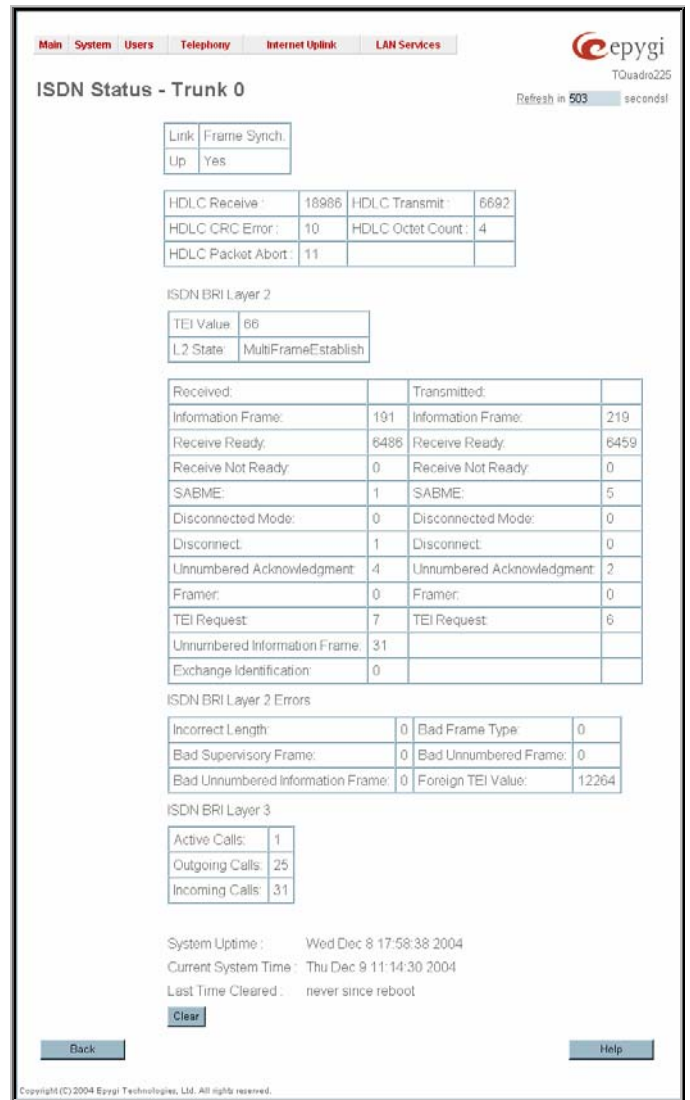 Main System Users Telephony Internet Uplink LAN Services
epygi
TQuadro225
ISDN Status - Trunk 0
Refresh in 503 seconds!
Link Frame Synch.
Up Yes
HDLC Receive : 18986 HDLC Transmit : 6692
HDLC CRC Error : 10 HDLC Octet Count : 4
HDLC Packet Abort : 11
ISDN BRI Layer 2
TEI Value: 66
L2 State: MultiFrameEstablish
Received: Transmitted:
Information Frame: 191 Information Frame: 219
Receive Ready: 6486 Receive Ready: 6459
Receive Not Ready: 0 Receive Not Ready: 0
SABME: 1 SABME: 5
Disconnected Mode: 0 Disconnected Mode: 0
Disconnect: 1 Disconnect: 0
Unnumbered Acknowledgment: 4 Unnumbered Acknowledgment: 2
Framer: 0 Framer: 0
TEI Request: 7 TEI Request: 6
Unnumbered Information Frame: 31
Exchange Identification: 0
ISDN BRI Layer 2 Errors
Incorrect Length: 0 Bad Frame Type: 0
Bad Supervisory Frame: 0 Bad Unnumbered Frame: 0
Bad Unnumbered Information Frame: 0 Foreign TEI Value: 12264
ISDN BRI Layer 3
Active Calls: 1
Outgoing Calls: 25
Incoming Calls: 31
System Uptime : Wed Dec 8 17:58:38 2004
Current System Time : Thu Dec 9 11:14:30 2004
Last Time Cleared : never since reboot
Clear
Back Help
Copyright (C) 2004 Epygi Technologies, Ltd. All rights reserved.